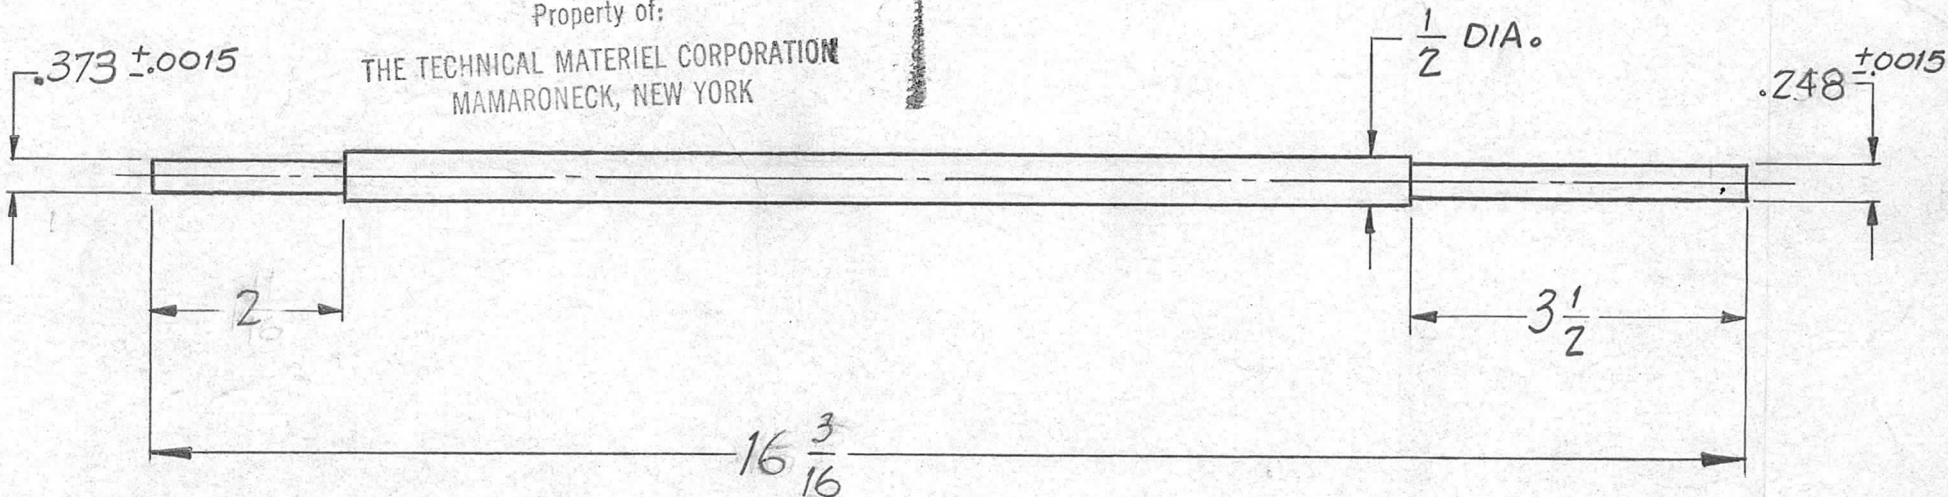 Property of:
THE TECHNICAL MATERIEL CORPORATION
MAMARONECK, NEW YORK
.373 ±.0015
1/2 DIA.
.248 ±.0015
2
3 1/2
16 3/16